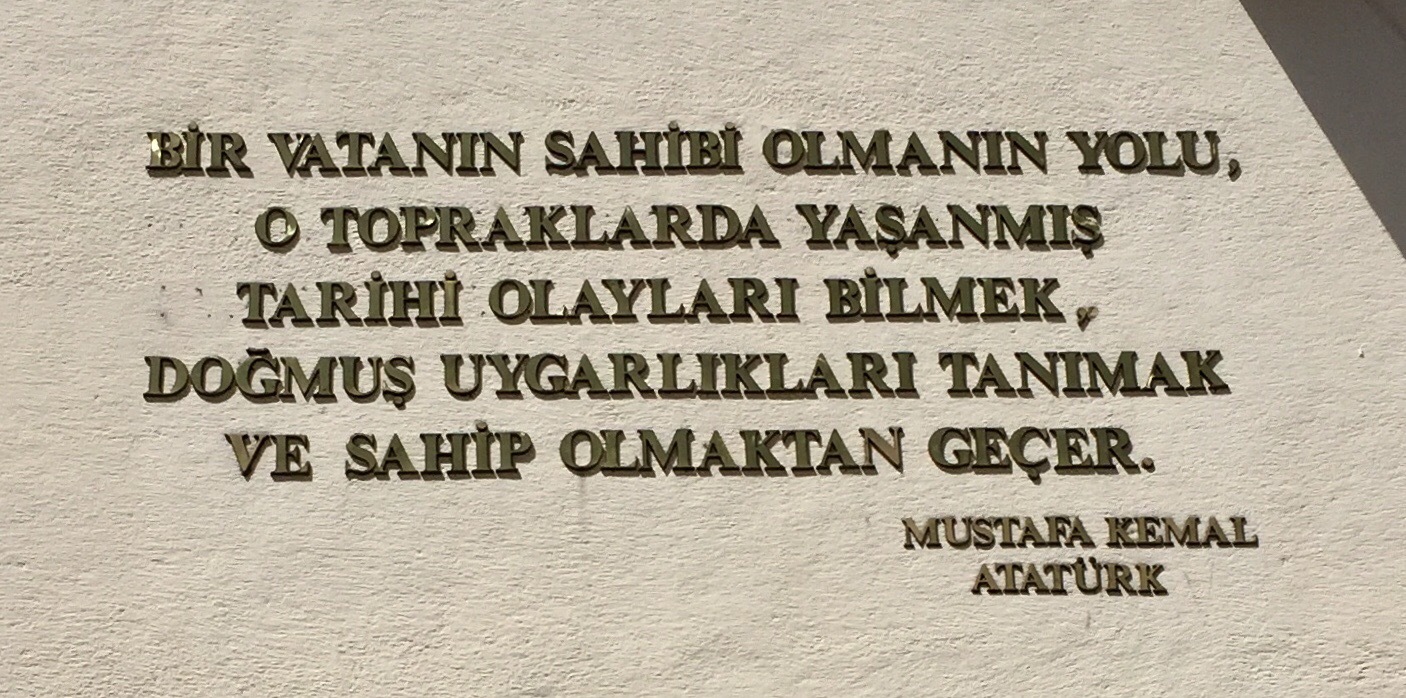 BİR VATANIN SAHİBİ OLMANIN YOLU,
O TOPRAKLARDA YAŞANMIŞ
TARİHİ OLAYLARI BİLMEK,
DOĞMUŞ UYGARLIKLARI TANIMAK
VE SAHİP OLMAKTAN GEÇER.
MUSTAFA KEMAL
ATATÜRK